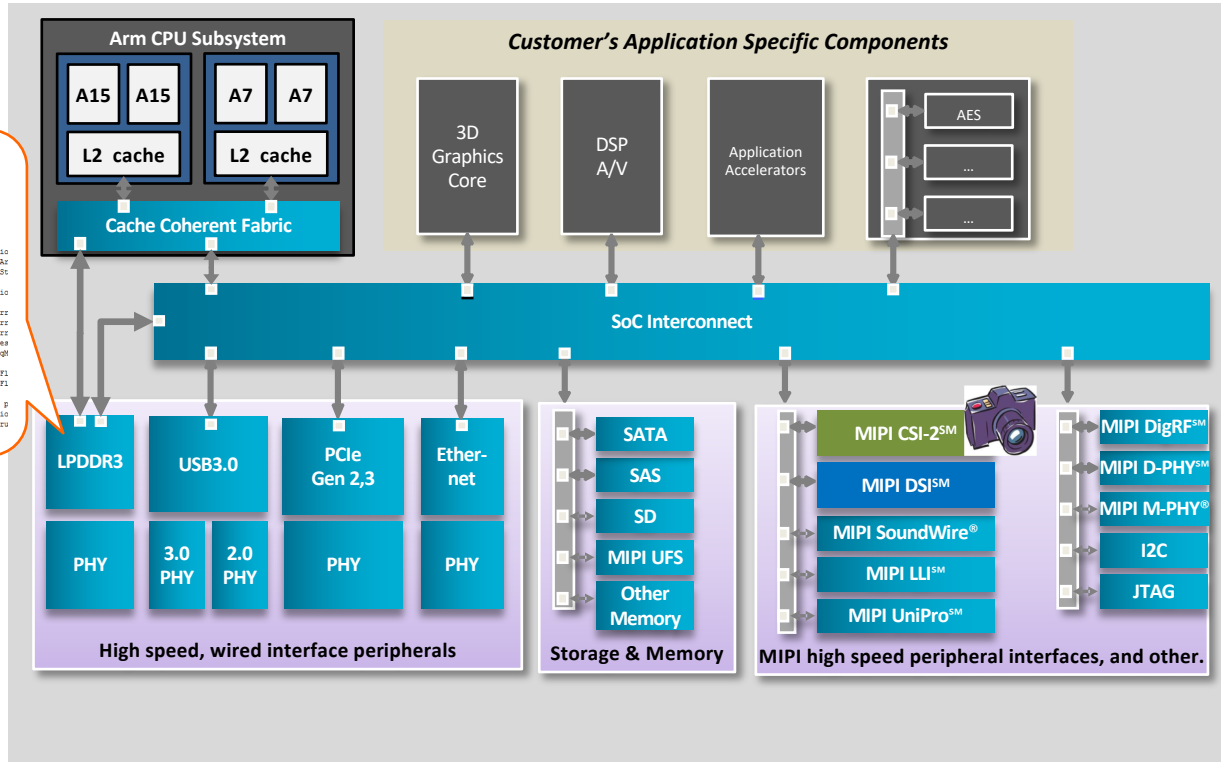 Arm CPU Subsystem
A15 A15
A7 A7
L2 cache
L2 cache
Cache Coherent Fabric
Customer's Application Specific Components
3D
Graphics
Core
DSP
A/V
Application
Accelerators
AES
...
...
SoC Interconnect
LPDDR3
PHY
USB3.0
3.0
PHY
2.0
PHY
PCIe
Gen 2,3
PHY
Ether-
net
PHY
High speed, wired interface peripherals
SATA
SAS
SD
MIPI UFS
Other
Memory
Storage & Memory
MIPI CSI-2℠
MIPI DSI℠
MIPI SoundWire®
MIPI LLI℠
MIPI UniPro℠
MIPI DigRF℠
MIPI D-PHY℠
MIPI M-PHY®
I2C
JTAG
MIPI high speed peripheral interfaces, and other.